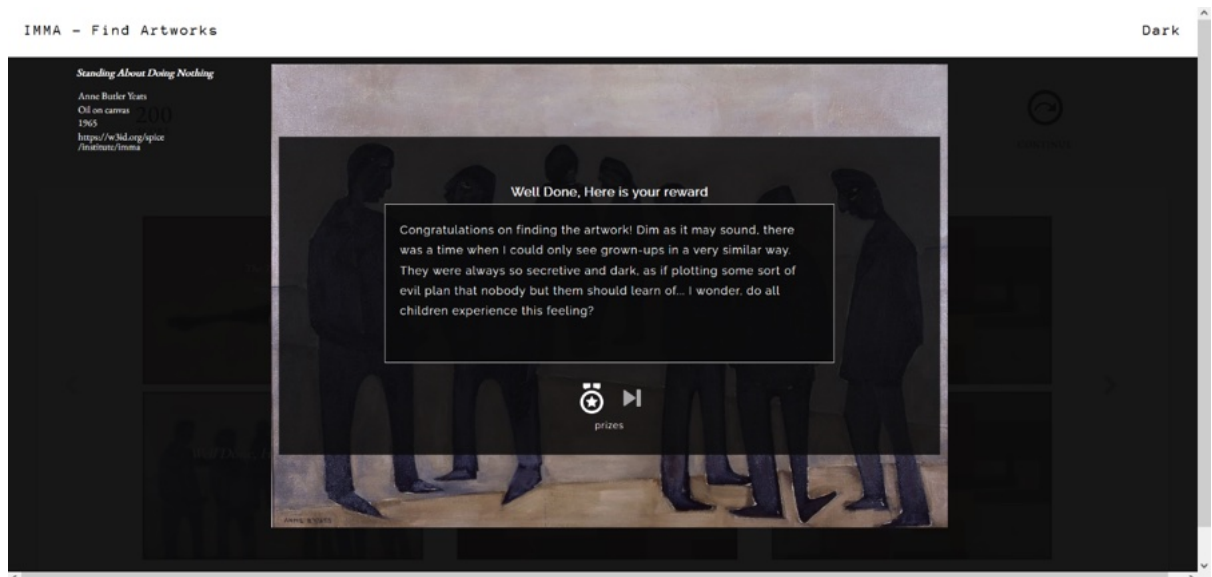 IMMA – Find Artworks
Dark
Standing About Doing Nothing
Anne Butler Yeats
Oil on canvas
1965
https://w3id.org/spice
/institute/imma
200
Well Done, Here is your reward
Congratulations on finding the artwork! Dim as it may sound, there
was a time when I could only see grown-ups in a very similar way.
They were always so secretive and dark, as if plotting some sort of
evil plan that nobody but them should learn of... I wonder, do all
children experience this feeling?
prizes